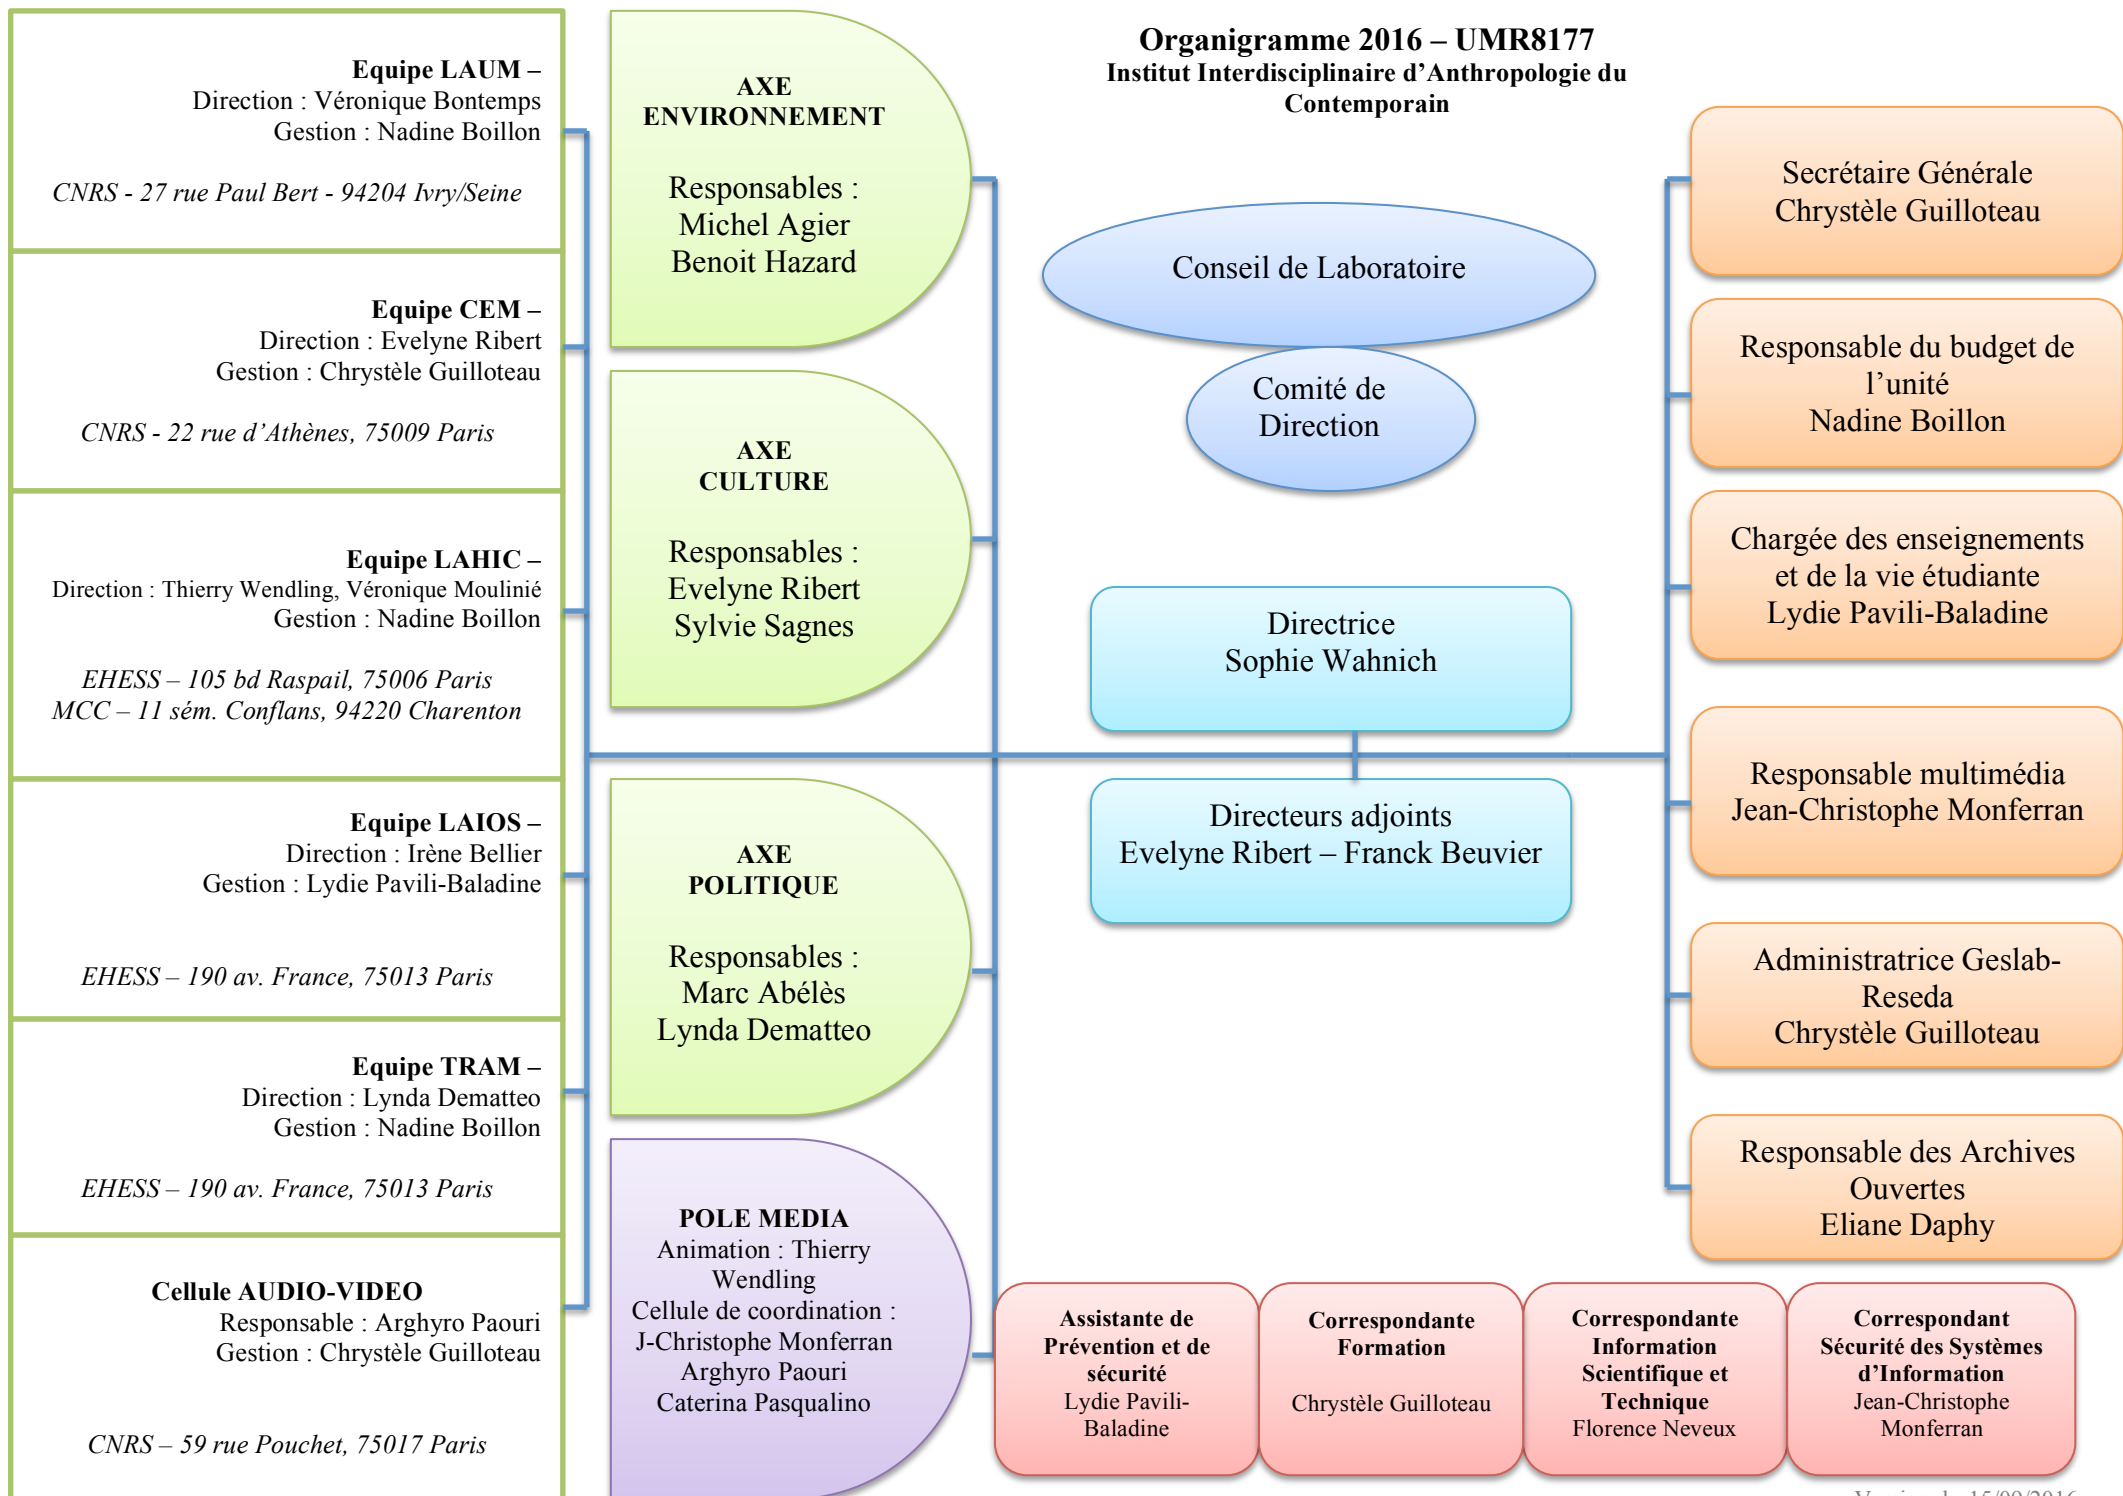 Organigramme 2016 – UMR8177
Institut Interdisciplinaire d’Anthropologie du
Contemporain
Equipe LAUM –
Direction : Véronique Bontemps
Gestion : Nadine Boillon
CNRS - 27 rue Paul Bert - 94204 Ivry/Seine
Equipe CEM –
Direction : Evelyne Ribert
Gestion : Chrystèle Guilloteau
CNRS - 22 rue d’Athènes, 75009 Paris
Equipe LAHIC –
Direction : Thierry Wendling, Véronique Moulinié
Gestion : Nadine Boillon
EHESS – 105 bd Raspail, 75006 Paris
MCC – 11 sém. Conflans, 94220 Charenton
Equipe LAIOS –
Direction : Irène Bellier
Gestion : Lydie Pavili-Baladine
EHESS – 190 av. France, 75013 Paris
Equipe TRAM –
Direction : Lynda Dematteo
Gestion : Nadine Boillon
EHESS – 190 av. France, 75013 Paris
Cellule AUDIO-VIDEO
Responsable : Arghyro Paouri
Gestion : Chrystèle Guilloteau
CNRS – 59 rue Pouchet, 75017 Paris
AXE
ENVIRONNEMENT
Responsables :
Michel Agier
Benoit Hazard
AXE
CULTURE
Responsables :
Evelyne Ribert
Sylvie Sagnes
AXE
POLITIQUE
Responsables :
Marc Abélès
Lynda Dematteo
POLE MEDIA
Animation : Thierry
Wendling
Cellule de coordination :
J-Christophe Monferran
Arghyro Paouri
Caterina Pasqualino
Conseil de Laboratoire
Comité de
Direction
Directrice
Sophie Wahnich
Directeurs adjoints
Evelyne Ribert – Franck Beuvier
Secrétaire Générale
Chrystèle Guilloteau
Responsable du budget de
l’unité
Nadine Boillon
Chargée des enseignements
et de la vie étudiante
Lydie Pavili-Baladine
Responsable multimédia
Jean-Christophe Monferran
Administratrice Geslab-
Reseda
Chrystèle Guilloteau
Responsable des Archives
Ouvertes
Eliane Daphy
Assistante de
Prévention et de
sécurité
Lydie Pavili-
Baladine
Correspondante
Formation
Chrystèle Guilloteau
Correspondante
Information
Scientifique et
Technique
Florence Neveux
Correspondant
Sécurité des Systèmes
d’Information
Jean-Christophe
Monferran
15/09/2016